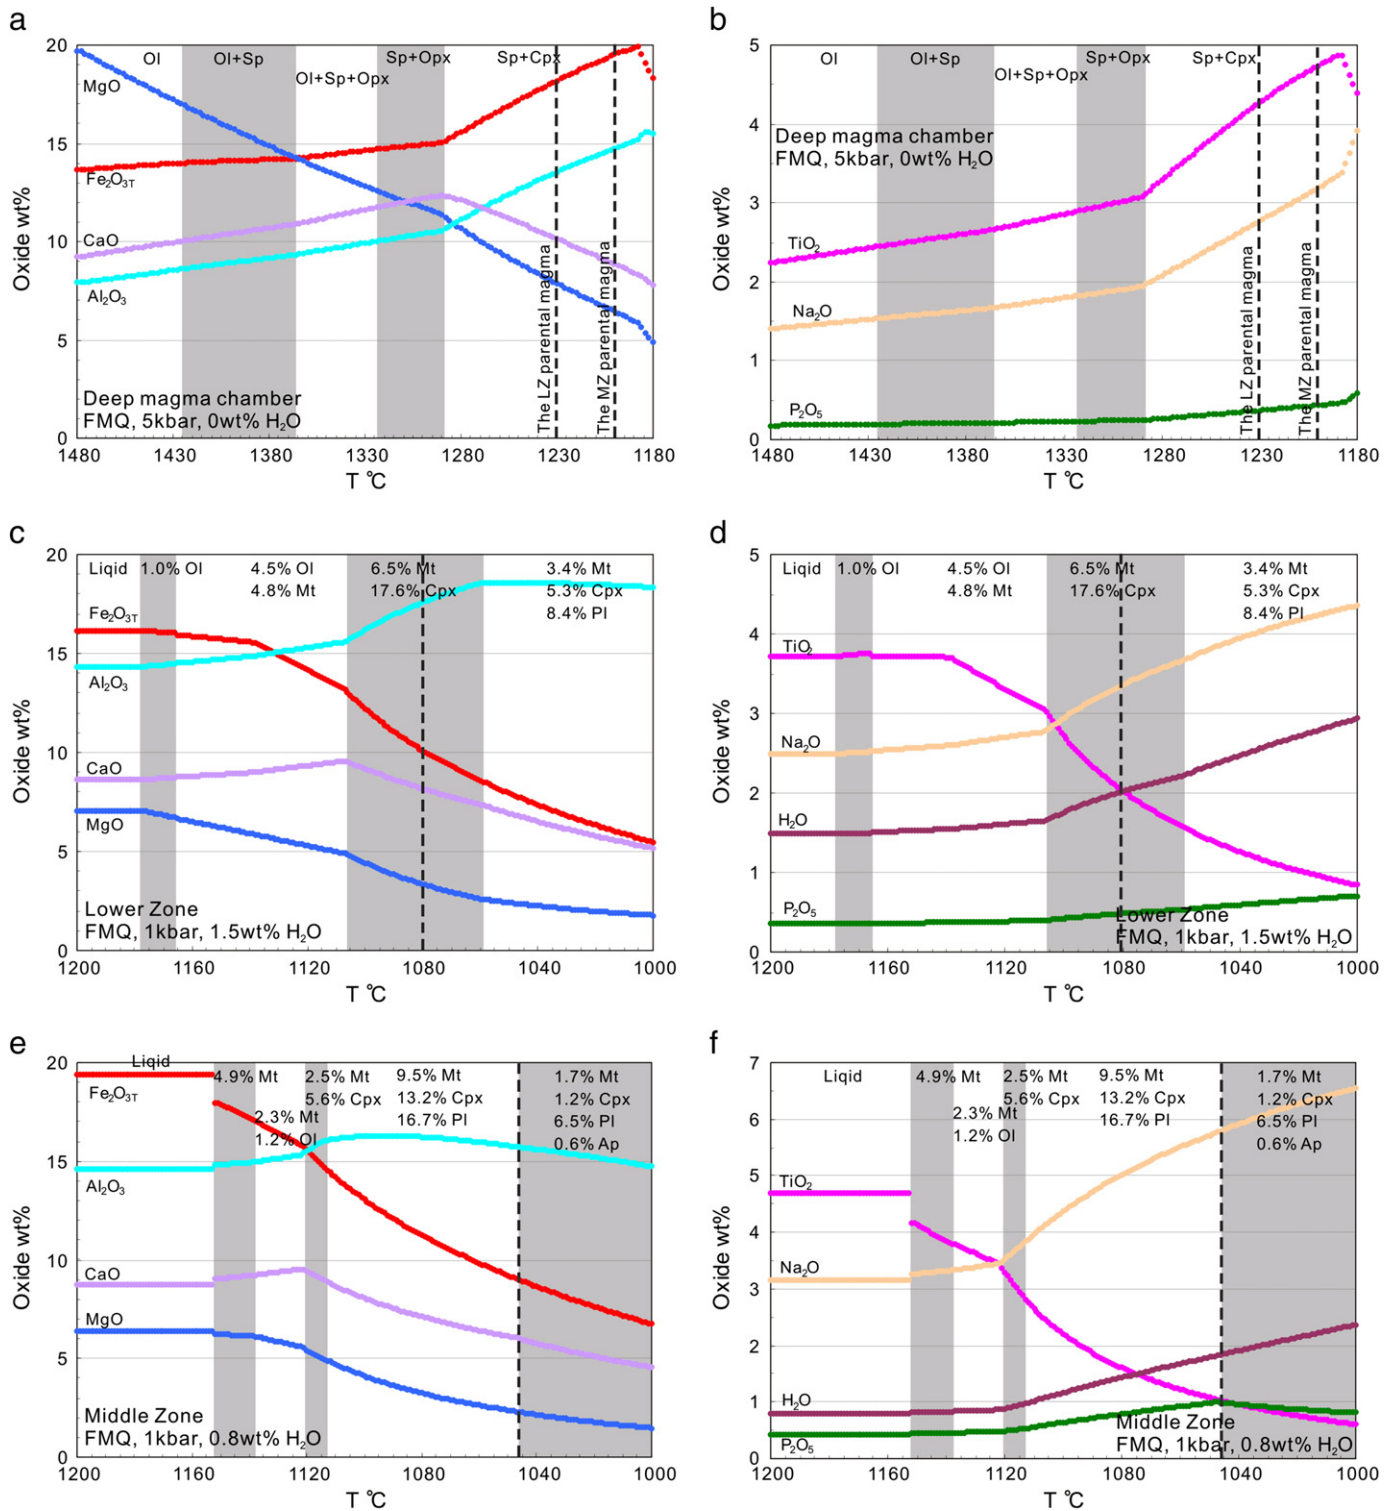 a
20
15
10
5
0
Oxide wt%
Ol
Ol+Sp
Ol+Sp+Opx
Sp+Opx
Sp+Cpx
MgO
Fe₂O₃T
CaO
Al₂O₃
Deep magma chamber
FMQ, 5kbar, 0wt% H₂O
The LZ parental magma
The MZ parental magma
1480 1430 1380 1330 1280 1230 1180
T °C
b
5
4
3
2
1
0
Oxide wt%
Ol
Ol+Sp
Ol+Sp+Opx
Sp+Opx
Sp+Cpx
Deep magma chamber
FMQ, 5kbar, 0wt% H₂O
TiO₂
Na₂O
P₂O₅
The LZ parental magma
The MZ parental magma
1480 1430 1380 1330 1280 1230 1180
T °C
c
20
15
10
5
0
Oxide wt%
Liqid
1.0% Ol
4.5% Ol
4.8% Mt
6.5% Mt
17.6% Cpx
3.4% Mt
5.3% Cpx
8.4% Pl
Fe₂O₃T
Al₂O₃
CaO
MgO
Lower Zone
FMQ, 1kbar, 1.5wt% H₂O
1200 1160 1120 1080 1040 1000
T °C
d
5
4
3
2
1
0
Oxide wt%
Liqid
1.0% Ol
4.5% Ol
4.8% Mt
6.5% Mt
17.6% Cpx
3.4% Mt
5.3% Cpx
8.4% Pl
TiO₂
Na₂O
H₂O
P₂O₅
Lower Zone
FMQ, 1kbar, 1.5wt% H₂O
1200 1160 1120 1080 1040 1000
T °C
e
20
15
10
5
0
Oxide wt%
Liqid
4.9% Mt
2.3% Mt
1.2% Ol
2.5% Mt
5.6% Cpx
9.5% Mt
13.2% Cpx
16.7% Pl
1.7% Mt
1.2% Cpx
6.5% Pl
0.6% Ap
Fe₂O₃T
Al₂O₃
CaO
MgO
Middle Zone
FMQ, 1kbar, 0.8wt% H₂O
1200 1160 1120 1080 1040 1000
T °C
f
7
6
5
4
3
2
1
0
Oxide wt%
Liqid
4.9% Mt
2.3% Mt
1.2% Ol
2.5% Mt
5.6% Cpx
9.5% Mt
13.2% Cpx
16.7% Pl
1.7% Mt
1.2% Cpx
6.5% Pl
0.6% Ap
TiO₂
Na₂O
H₂O
P₂O₅
Middle Zone
FMQ, 1kbar, 0.8wt% H₂O
1200 1160 1120 1080 1040 1000
T °C